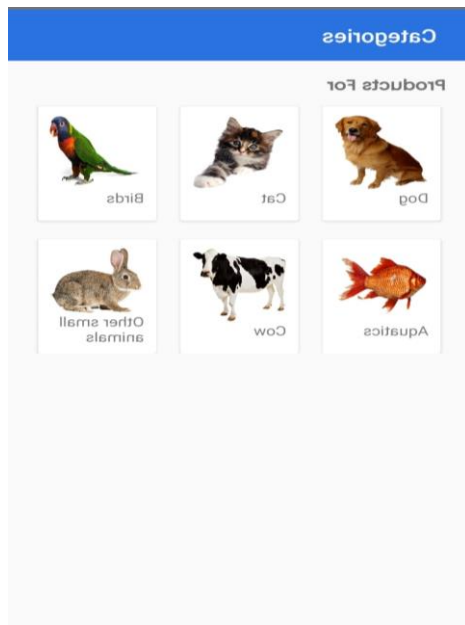 Categories
Products For
Dog
Cat
Birds
Aquatics
Cow
Other small
animals